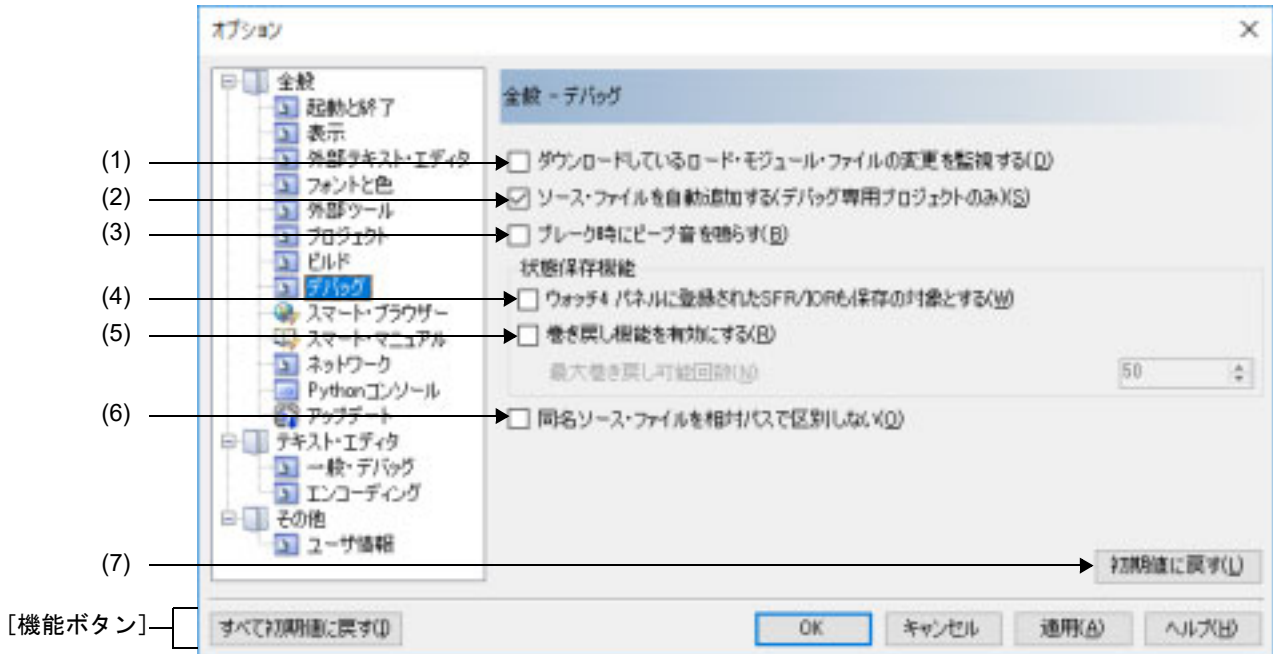 オプション
全般
起動と終了
表示
外部テキスト・エディタ
フォントと色
外部ツール
プロジェクト
ビルド
デバッグ
スマート・ブラウザー
スマート・マニュアル
ネットワーク
Pythonコンソール
アップデート
テキスト・エディタ
一般・デバッグ
エンコーディング
その他
ユーザ情報
全般 - デバッグ
(1) ダウンロードしているロード・モジュール・ファイルの変更を監視する(D)
(2) ソース・ファイルを自動追加する(デバッグ専用プロジェクトのみ)(S)
(3) ブレーク時にビープ音を鳴らす(B)
状態保存機能
(4) ウォッチ4 パネルに登録されたSFR/IORも保存の対象とする(W)
(5) 巻き戻し機能を有効にする(R)
最大巻き戻し可能回数(N) 50
(6) 同名ソース・ファイルを相対パスで区別しない(O)
(7) 初期値に戻す(L)
[機能ボタン]
すべて初期値に戻す(I) OK キャンセル 適用(A) ヘルプ(H)